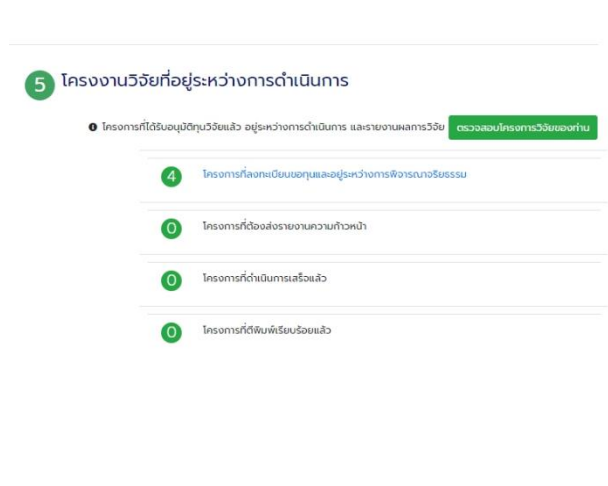 5 โครงงานวิจัยที่อยู่ระหว่างการดำเนินการ
โครงการที่ได้รับอนุมัติทุนวิจัยแล้ว อยู่ระหว่างการดำเนินการ และรายงานผลการวิจัย ตรวจสอบโครงการวิจัยของท่าน
4 โครงการที่ลงทะเบียนขอทุนและอยู่ระหว่างการพิจารณาจริยธรรม
0 โครงการที่ต้องส่งรายงานความก้าวหน้า
0 โครงการที่ดำเนินการเสร็จแล้ว
0 โครงการที่ตีพิมพ์เรียบร้อยแล้ว